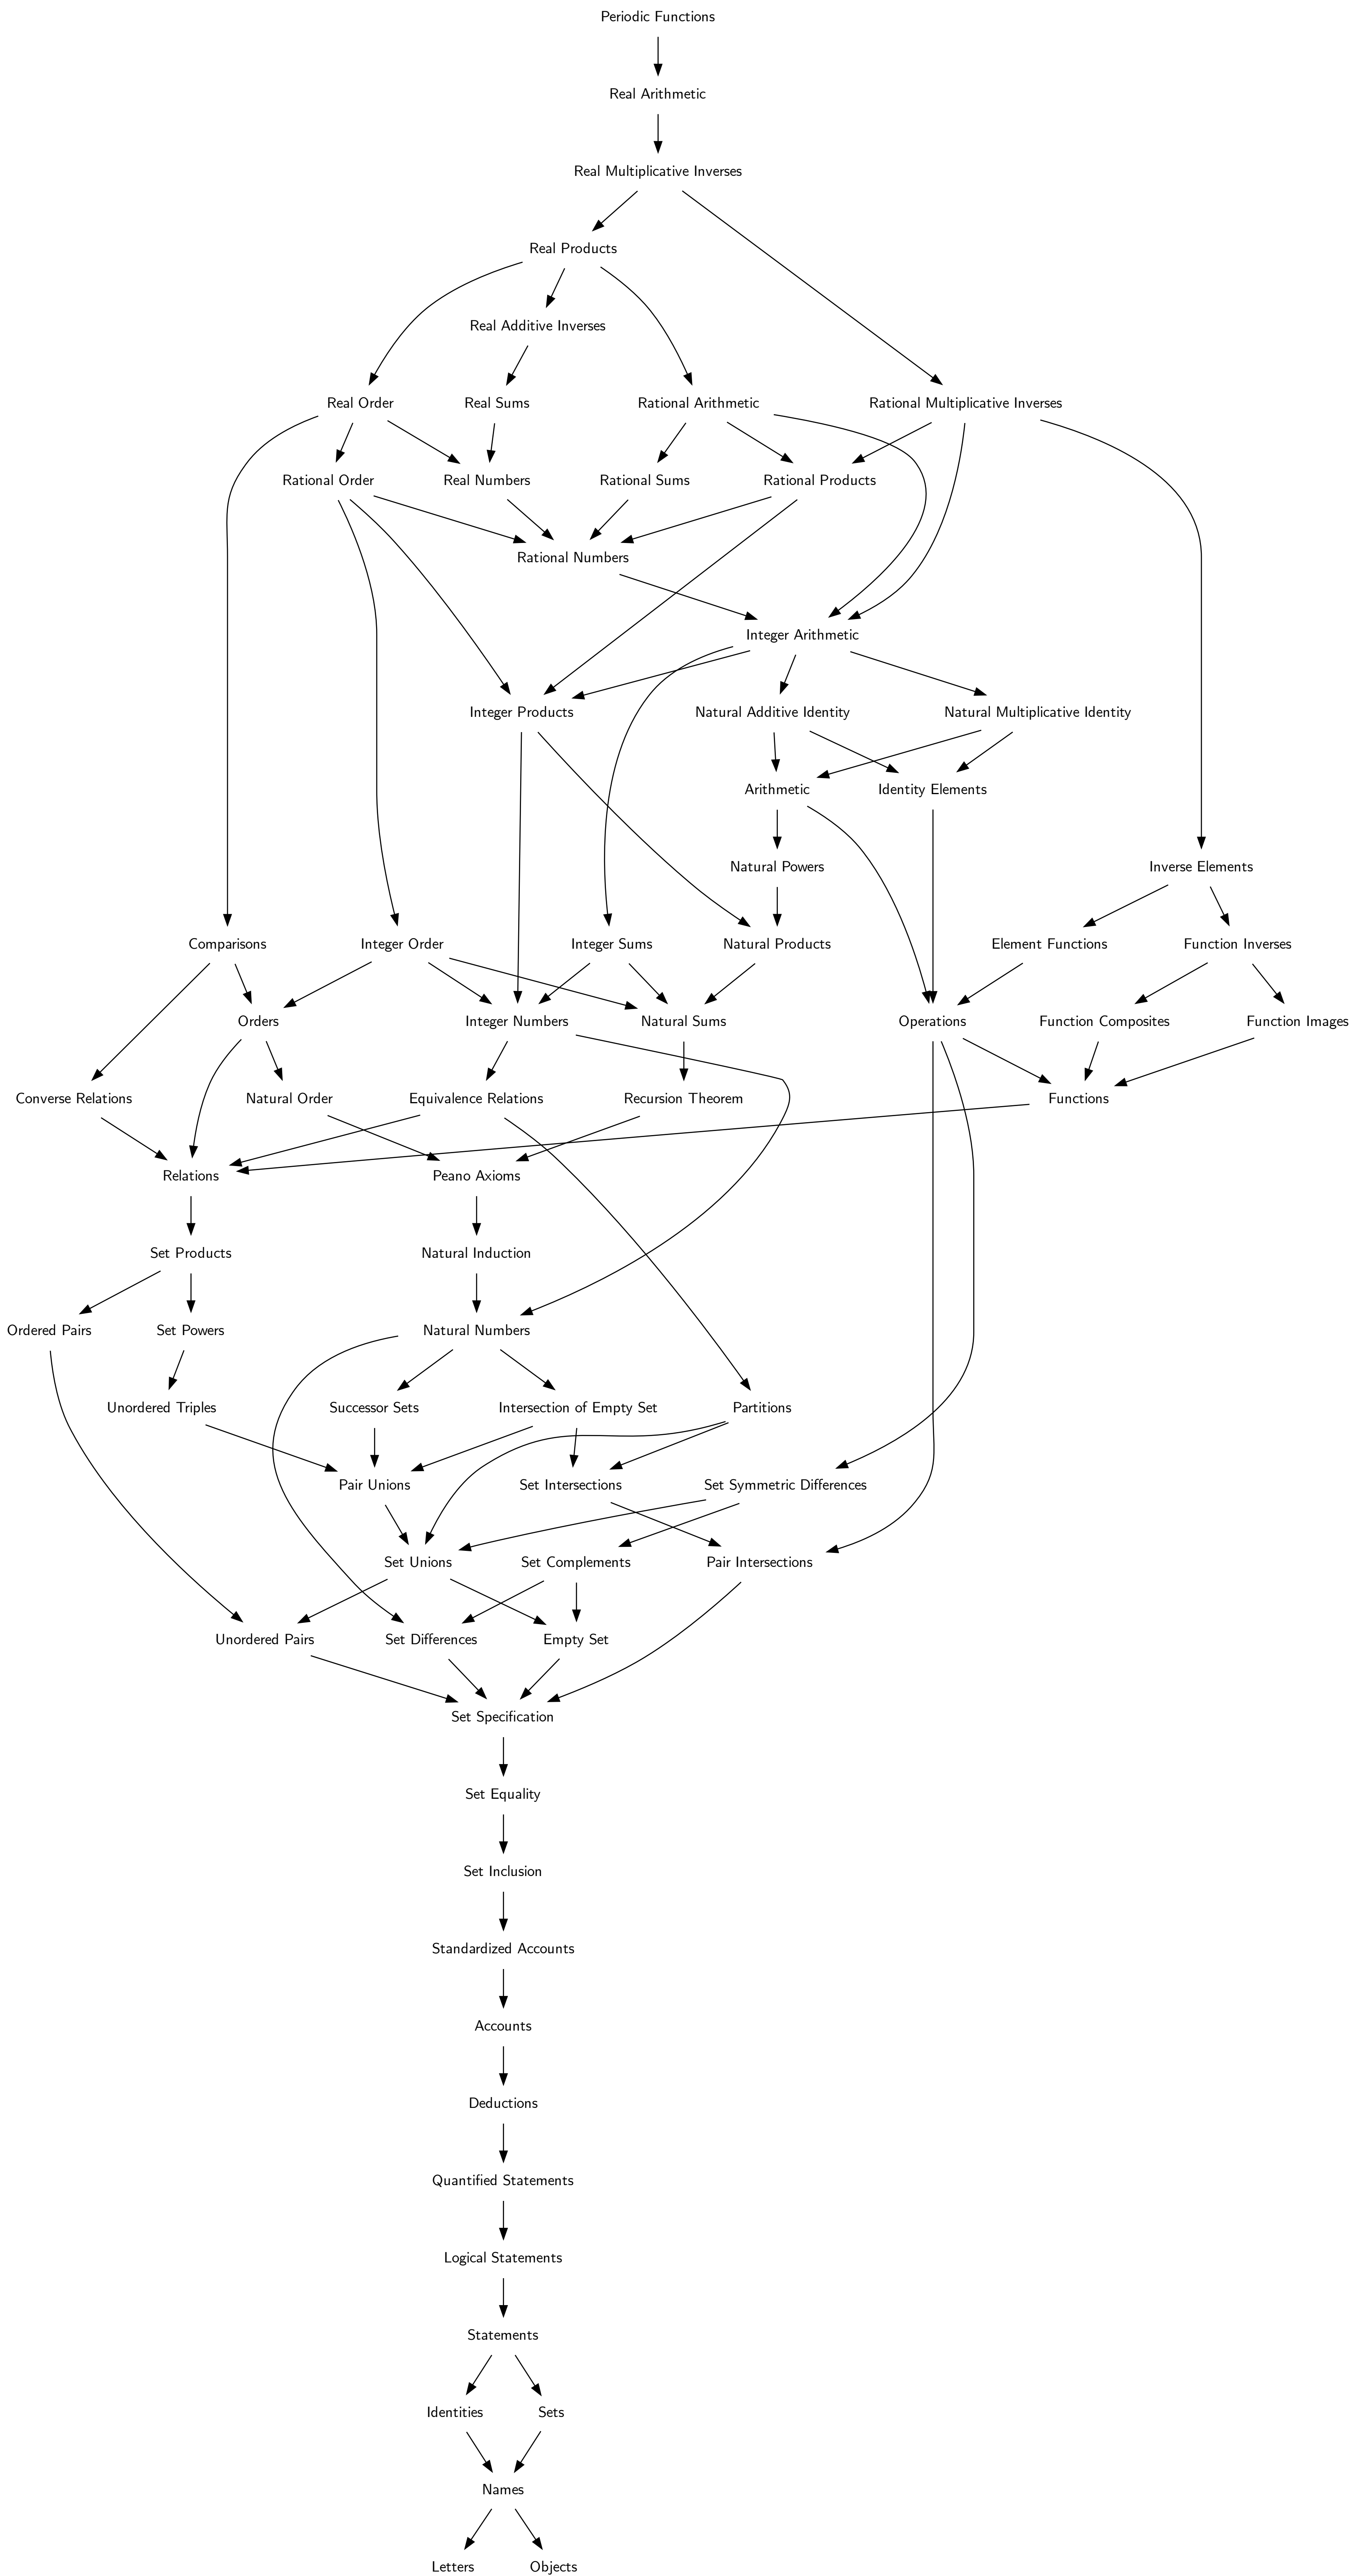 Periodic Functions
Real Arithmetic
Real Multiplicative Inverses
Real Products
Real Additive Inverses
Real Order
Real Sums
Rational Arithmetic
Rational Multiplicative Inverses
Rational Order
Real Numbers
Rational Sums
Rational Products
Rational Numbers
Integer Arithmetic
Integer Products
Natural Additive Identity
Natural Multiplicative Identity
Arithmetic
Identity Elements
Natural Powers
Inverse Elements
Comparisons
Integer Order
Integer Sums
Natural Products
Element Functions
Function Inverses
Orders
Integer Numbers
Natural Sums
Operations
Function Composites
Function Images
Converse Relations
Natural Order
Equivalence Relations
Recursion Theorem
Functions
Relations
Peano Axioms
Set Products
Natural Induction
Ordered Pairs
Set Powers
Natural Numbers
Unordered Triples
Successor Sets
Intersection of Empty Set
Partitions
Pair Unions
Set Intersections
Set Symmetric Differences
Set Unions
Set Complements
Pair Intersections
Unordered Pairs
Set Differences
Empty Set
Set Specification
Set Equality
Set Inclusion
Standardized Accounts
Accounts
Deductions
Quantified Statements
Logical Statements
Statements
Identities
Sets
Names
Letters
Objects